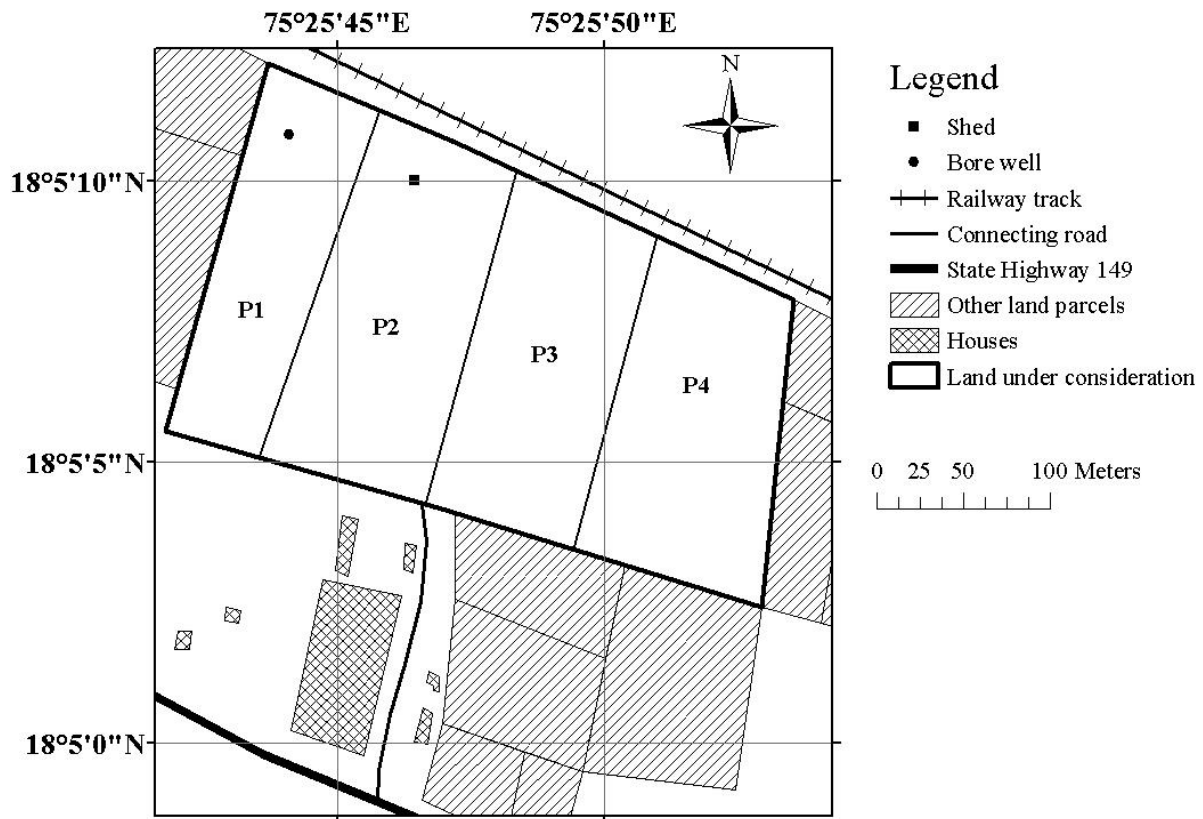 75°25'45"E 75°25'50"E
18°5'10"N
18°5'5"N
18°5'0"N
N
P1
P2
P3
P4
Legend
Shed
Bore well
Railway track
Connecting road
State Highway 149
Other land parcels
Houses
Land under consideration
0 25 50 100 Meters